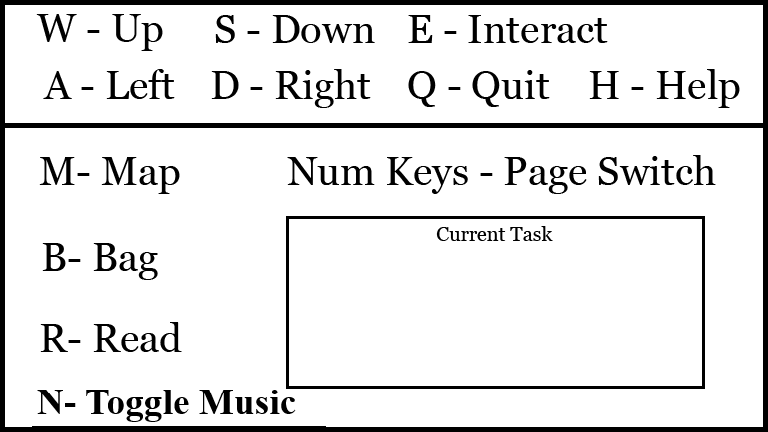 W - Up S - Down E - Interact
A - Left D - Right Q - Quit H - Help
M- Map Num Keys - Page Switch
Current Task
B- Bag
R- Read
N- Toggle Music